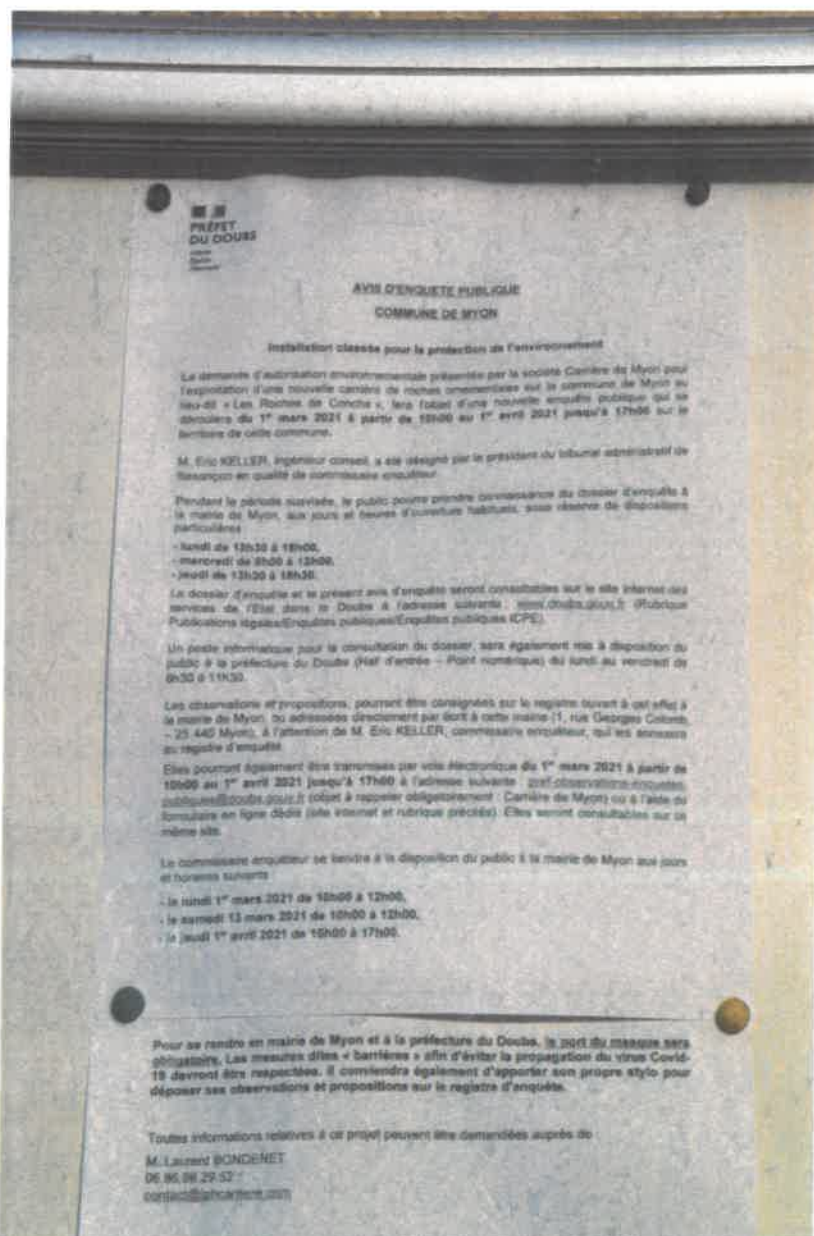 PRÉFET
DU DOUBS
AVIS D'ENQUETE PUBLIQUE
COMMUNE DE MYON
Installation classée pour la protection de l'environnement
La demande d'autorisation environnementale présentée par la société Carrière de Myon pour
l'exploitation d'une nouvelle carrière de roches ornementales sur la commune de Myon au
lieu-dit « Les Roches de », fera l'objet d'une nouvelle enquête publique qui se
déroulera du 1er mars 2021 à partir de 10h00 au 1er avril 2021 jusqu'à 17h00 sur le
territoire de cette commune.
M. Eric KELLER, ingénieur conseil, a été désigné par le président du tribunal administratif de
Besançon en qualité de commissaire enquêteur.
Pendant la période susvisée, le public pourra prendre connaissance du dossier d'enquête à
la mairie de Myon, aux jours et heures d'ouverture habituels, sous réserve de dispositions
particulières
- lundi de 13h30 à 18h00,
- mercredi de à 12h00,
- jeudi de 13h30 à 18h30.
Le dossier d'enquête et le présent avis d'enquête seront consultables sur le site internet des
services de l'Etat dans le Doubs à l'adresse suivante : www.doubs.gouv.fr (Rubrique
Publications légales/Enquêtes publiques/Enquêtes publiques ICPE).
Un poste informatique pour la consultation du dossier, sera également mis à disposition du
public à la préfecture du Doubs (Hall d'entrée – Point numérique) du lundi au vendredi de
8h30 à 11h30.
Les observations et propositions, pourront être consignées sur le registre ouvert à cet effet à
la mairie de Myon, ou adressées directement par écrit à cette mairie (1, rue Georges Colomb
– 25 440 Myon), à l'attention de M. Eric KELLER, commissaire enquêteur, qui les annexera
au registre d'enquête.
Elles pourront également être transmises par voie électronique du 1er mars 2021 à partir de
10h00 au 1er avril 2021 jusqu'à 17h00 à l'adresse suivante : pref-observations-enquetes-
publiques@doubs.gouv.fr (objet à rappeler obligatoirement : Carrière de Myon) ou à l'aide du
formulaire en ligne dédié (site internet et rubrique précités). Elles seront consultables sur ce
même site.
Le commissaire enquêteur se tiendra à la disposition du public à la mairie de Myon aux jours
et horaires suivants
- le lundi 1er mars 2021 de 10h00 à 12h00,
- le samedi 13 mars 2021 de 10h00 à 12h00,
- le jeudi 1er avril 2021 de à 17h00.
Pour se rendre en mairie de Myon et à la préfecture du Doubs, le port du masque sera
obligatoire. Les mesures dites « barrières » afin d'éviter la propagation du virus Covid-
19 devront être respectées. Il conviendra également d'apporter son propre stylo pour
déposer ses observations et propositions sur le registre d'enquête.
Toutes informations relatives à ce projet peuvent être demandées auprès de :
M. Laurent BONDENET